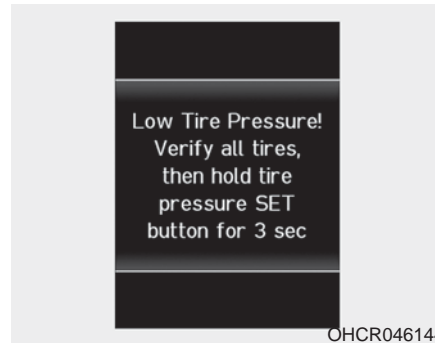 Low Tire Pressure!
Verify all tires,
then hold tire
pressure SET
button for 3 sec
OHCR04614